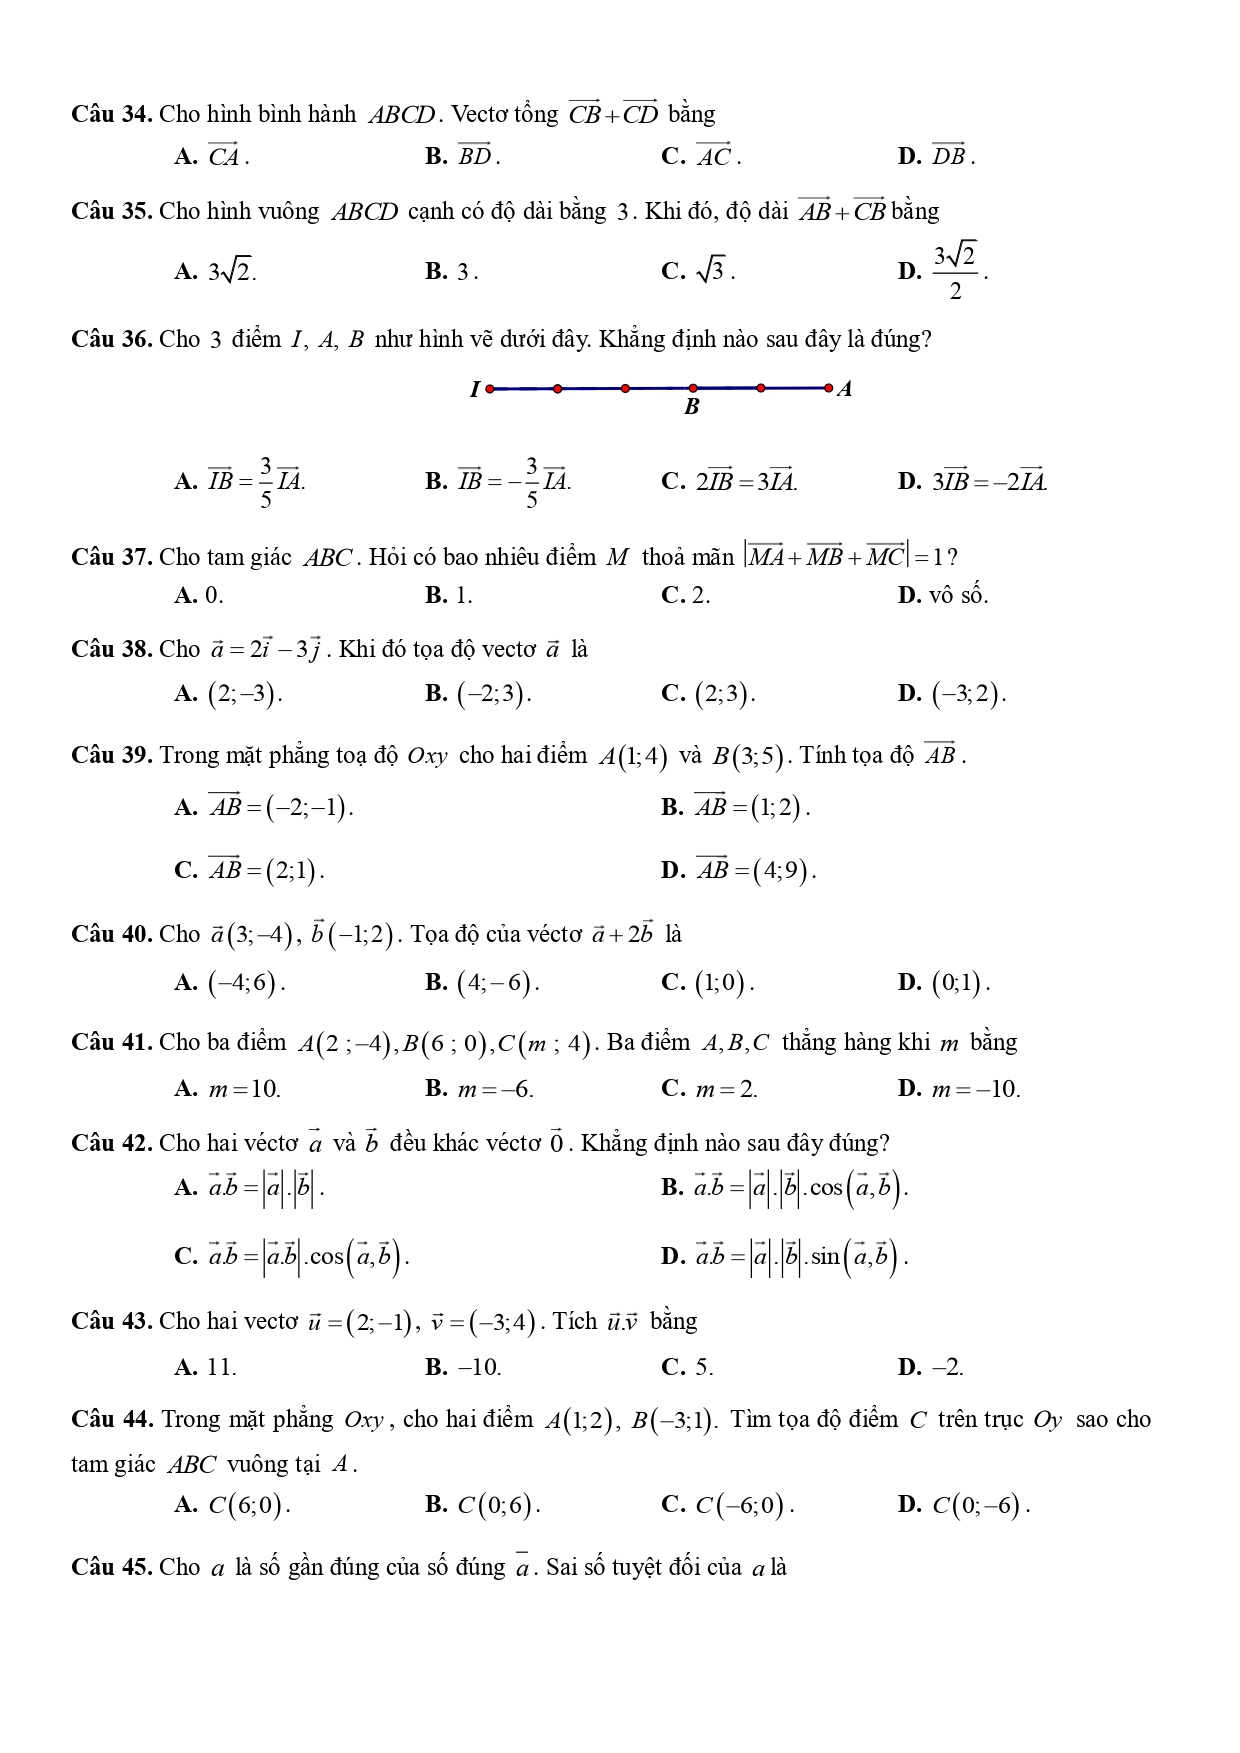 Câu 34. Cho hình bình hành ABCD. Vectơ tổng $\overrightarrow{CB}+\overrightarrow{CD}$ bằng
A. $\overrightarrow{CA}$. B. $\overrightarrow{BD}$. C. $\overrightarrow{AC}$. D. $\overrightarrow{DB}$.
Câu 35. Cho hình vuông ABCD cạnh có độ dài bằng 3. Khi đó, độ dài $\overrightarrow{AB}+\overrightarrow{CB}$ bằng
A. $3\sqrt{2}$. B. 3. C. $\sqrt{3}$. D. $\frac{3\sqrt{2}}{2}$.
Câu 36. Cho 3 điểm I, A, B như hình vẽ dưới đây. Khẳng định nào sau đây là đúng?
I A
B
A. $\overrightarrow{IB}=\frac{3}{5}\overrightarrow{IA}$. B. $\overrightarrow{IB}=-\frac{3}{5}\overrightarrow{IA}$. C. $2\overrightarrow{IB}=3\overrightarrow{IA}$. D. $3\overrightarrow{IB}=-2\overrightarrow{IA}$.
Câu 37. Cho tam giác ABC. Hỏi có bao nhiêu điểm M thoả mãn $|\overrightarrow{MA}+\overrightarrow{MB}+\overrightarrow{MC}|=1$?
A. 0. B. 1. C. 2. D. vô số.
Câu 38. Cho $\vec{a}=2\vec{i}-3\vec{j}$. Khi đó tọa độ vectơ $\vec{a}$ là
A. (2;−3). B. (−2;3). C. (2;3). D. (−3;2).
Câu 39. Trong mặt phẳng toạ độ Oxy cho hai điểm A(1;4) và B(3;5). Tính tọa độ $\overrightarrow{AB}$.
A. $\overrightarrow{AB}=(-2;-1)$. B. $\overrightarrow{AB}=(1;2)$.
C. $\overrightarrow{AB}=(2;1)$. D. $\overrightarrow{AB}=(4;9)$.
Câu 40. Cho $\vec{a}(3;-4)$, $\vec{b}(-1;2)$. Tọa độ của véctơ $\vec{a}+2\vec{b}$ là
A. (−4;6). B. (4;−6). C. (1;0). D. (0;1).
Câu 41. Cho ba điểm A(2 ;−4),B(6 ; 0),C(m ; 4). Ba điểm A,B,C thẳng hàng khi m bằng
A. m=10. B. m=−6. C. m=2. D. m=−10.
Câu 42. Cho hai véctơ $\vec{a}$ và $\vec{b}$ đều khác véctơ $\vec{0}$. Khẳng định nào sau đây đúng?
A. $\vec{a}.\vec{b}=|\vec{a}|.|\vec{b}|$. B. $\vec{a}.\vec{b}=|\vec{a}|.|\vec{b}|.\cos(\vec{a},\vec{b})$.
C. $\vec{a}.\vec{b}=|\vec{a}.\vec{b}|.\cos(\vec{a},\vec{b})$. D. $\vec{a}.\vec{b}=|\vec{a}|.|\vec{b}|.\sin(\vec{a},\vec{b})$.
Câu 43. Cho hai vectơ $\vec{u}=(2;-1)$, $\vec{v}=(-3;4)$. Tích $\vec{u}.\vec{v}$ bằng
A. 11. B. −10. C. 5. D. −2.
Câu 44. Trong mặt phẳng Oxy, cho hai điểm A(1;2), B(−3;1). Tìm tọa độ điểm C trên trục Oy sao cho
tam giác ABC vuông tại A.
A. C(6;0). B. C(0;6). C. C(−6;0). D. C(0;−6).
Câu 45. Cho a là số gần đúng của số đúng $\overline{a}$. Sai số tuyệt đối của a là